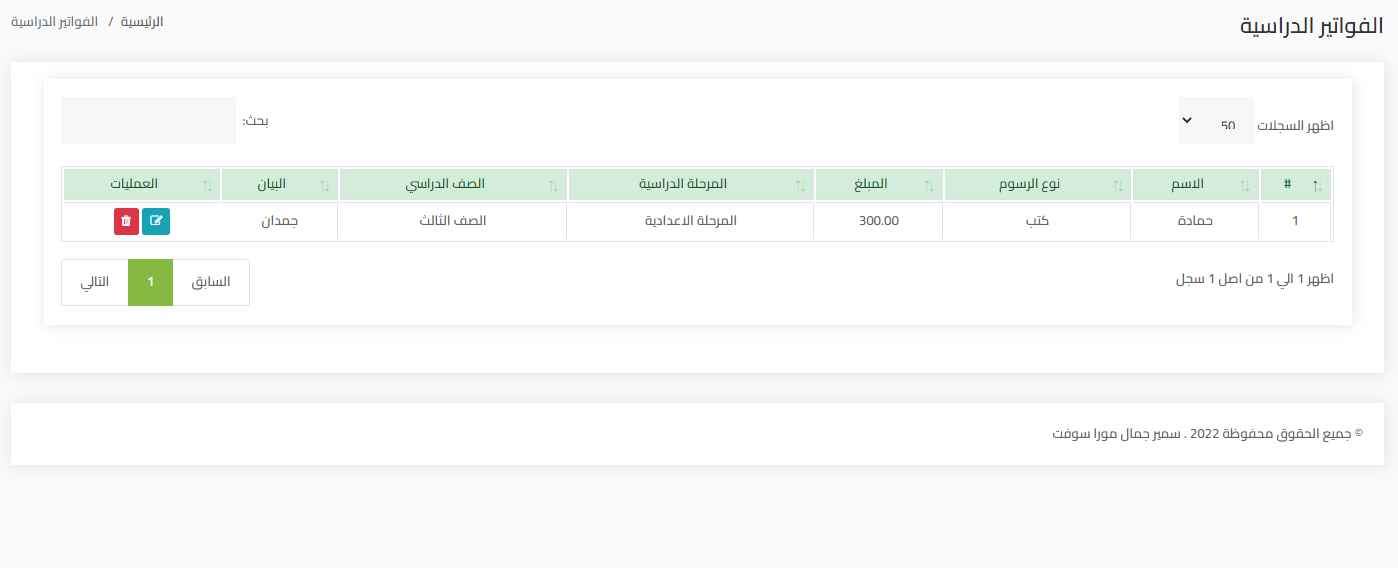 الفواتير الدراسية
الرئيسية / الفواتير الدراسية
اظهر السجلات 50
بحث:
# الاسم نوع الرسوم المبلغ المرحلة الدراسية الصف الدراسي البيان العمليات
1 حمادة كتب 300.00 المرحلة الاعدادية الصف الثالث جمدان
اظهر 1 الي 1 من اصل 1 سجل
السابق 1 التالي
© جميع الحقوق محفوظة 2022 . سمير جمال مورا سوفت